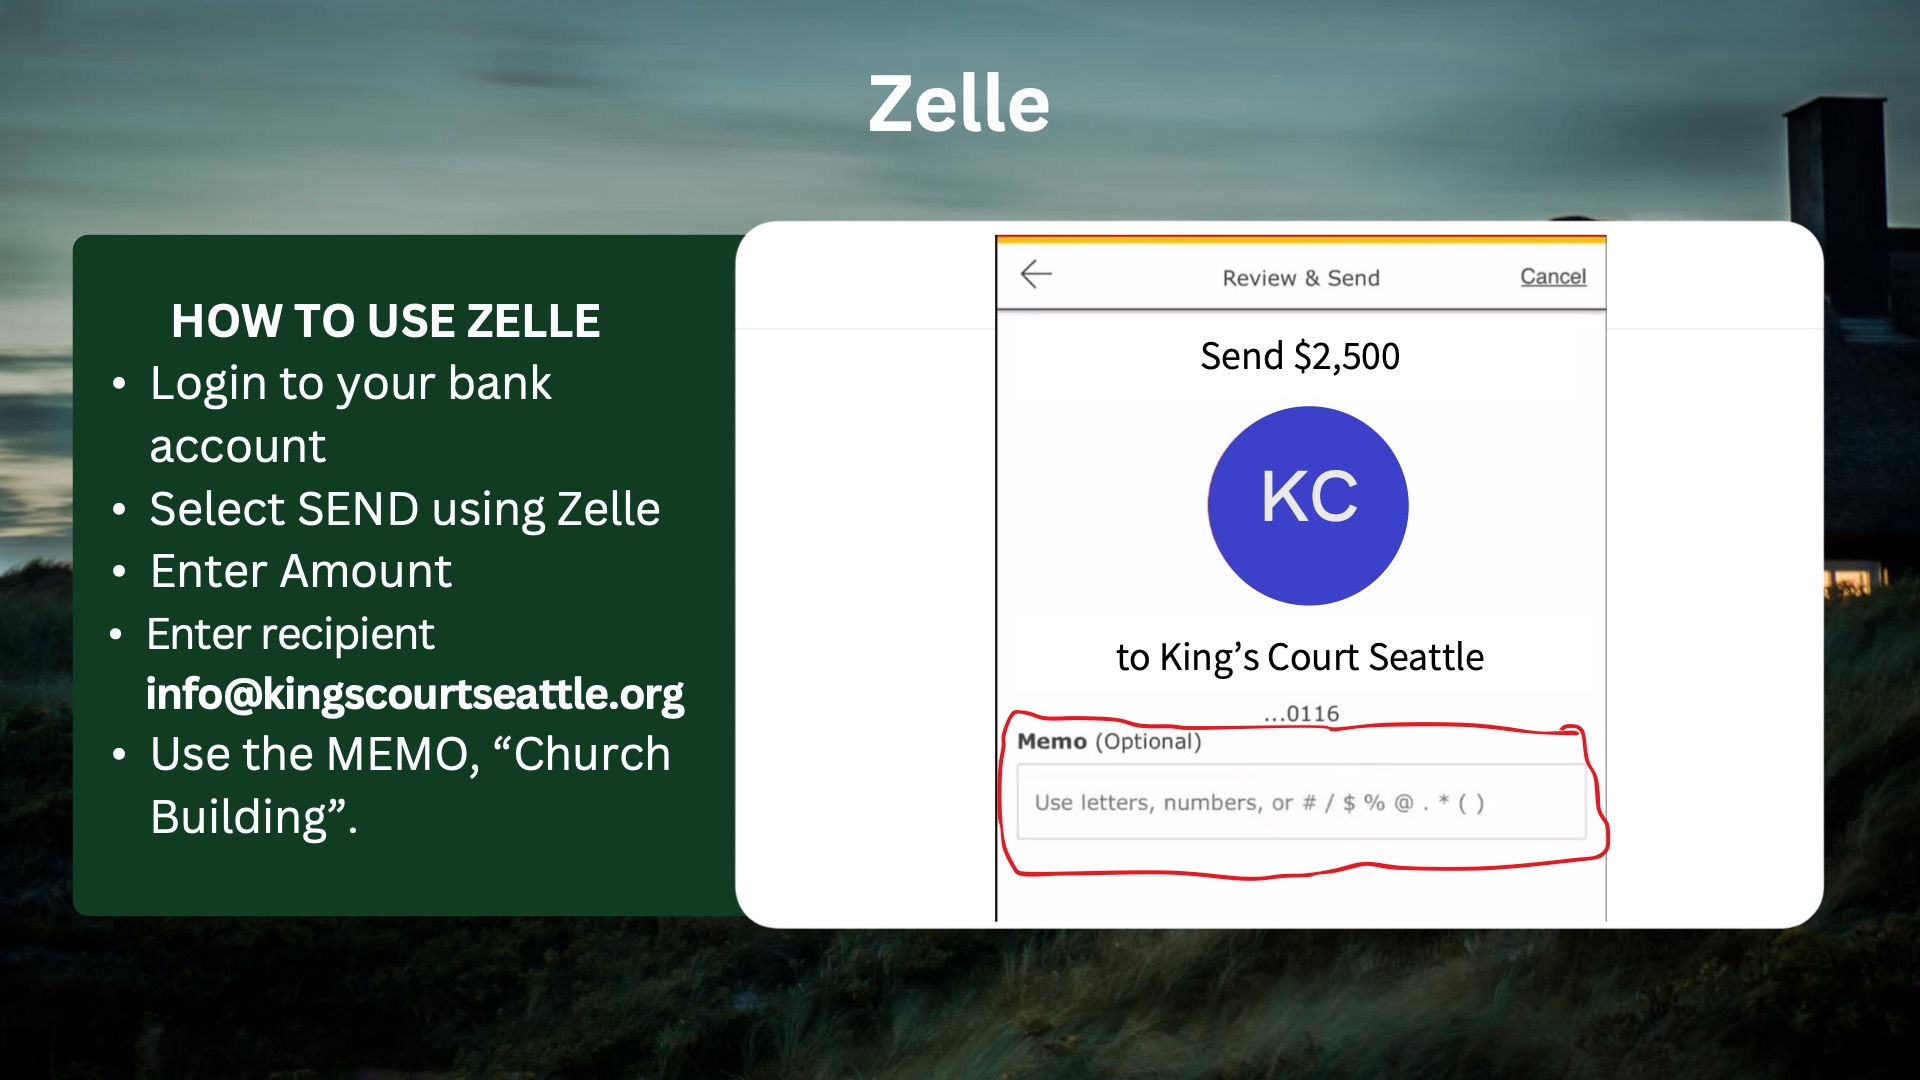 Zelle
HOW TO USE ZELLE
• Login to your bank
account
• Select SEND using Zelle
• Enter Amount
• Enter recipient
info@kingscourtseattle.org
• Use the MEMO, “Church
Building”.
Review & Send
Cancel
Send $2,500
KC
to King’s Court Seattle
...0116
Memo (Optional)
Use letters, numbers, or # / $ % @ . * ( )